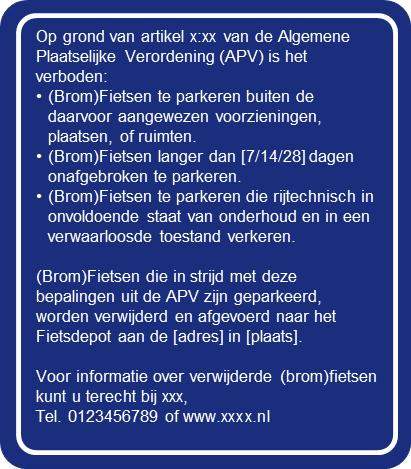 Op grond van artikel x:xx van de Algemene
Plaatselijke Verordening (APV) is het
verboden:
• (Brom)Fietsen te parkeren buiten de
daarvoor aangewezen voorzieningen,
plaatsen, of ruimten.
• (Brom)Fietsen langer dan [7/14/28] dagen
onafgebroken te parkeren.
• (Brom)Fietsen te parkeren die rijtechnisch in
onvoldoende staat van onderhoud en in een
verwaarloosde toestand verkeren.
(Brom)Fietsen die in strijd met deze
bepalingen uit de APV zijn geparkeerd,
worden verwijderd en afgevoerd naar het
Fietsdepot aan de [adres] in [plaats].
Voor informatie over verwijderde (brom)fietsen
kunt u terecht bij xxx,
Tel. 0123456789 of www.xxxx.nl